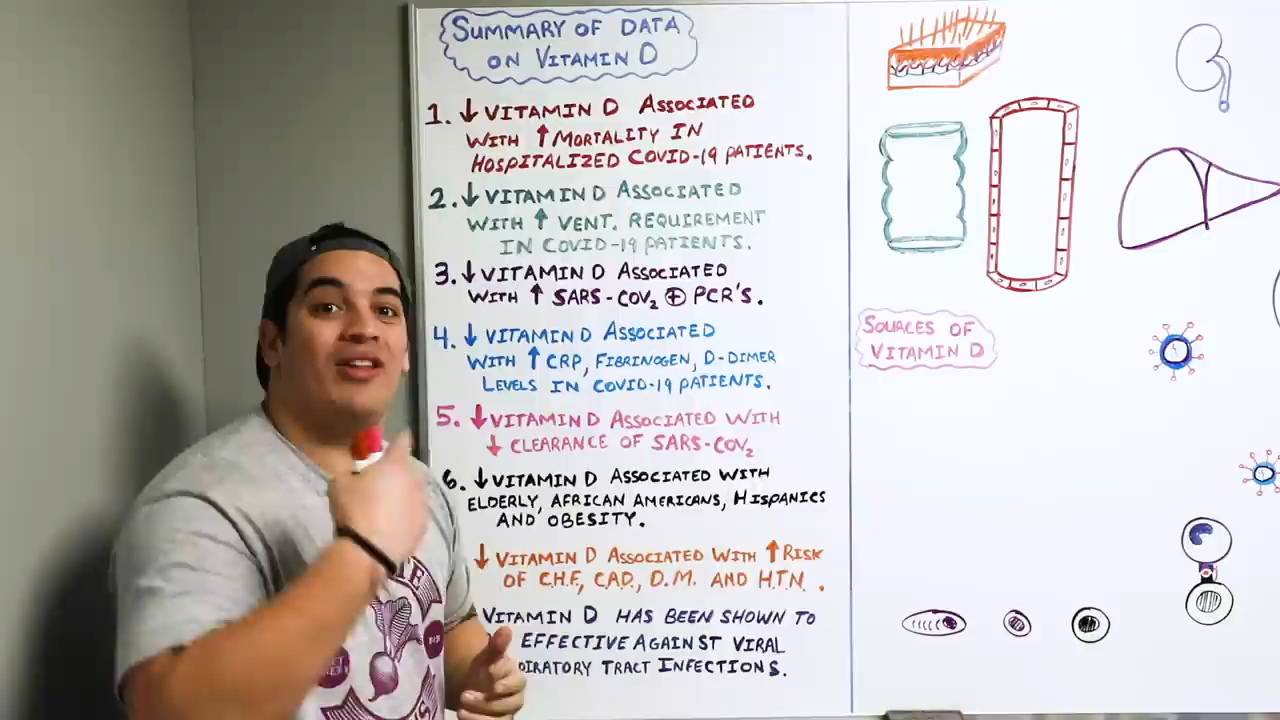 SUMMARY OF DATA
ON VITAMIN D
1. ↓ VITAMIN D ASSOCIATED
WITH ↑ MORTALITY IN
HOSPITALIZED COVID-19 PATIENTS.
2. ↓ VITAMIN D ASSOCIATED
WITH ↑ VENT. REQUIREMENT
IN COVID-19 PATIENTS.
3. ↓ VITAMIN D ASSOCIATED
WITH ↑ SARS-COV₂ ⊕ PCR'S.
4. ↓ VITAMIN D ASSOCIATED
WITH ↑ CRP, FIBRINOGEN, D-DIMER
LEVELS IN COVID-19 PATIENTS.
5. ↓ VITAMIN D ASSOCIATED WITH
↓ CLEARANCE OF SARS-COV₂
6. ↓ VITAMIN D ASSOCIATED WITH
ELDERLY, AFRICAN AMERICANS, HISPANICS
AND OBESITY.
↓ VITAMIN D ASSOCIATED WITH ↑ RISK
OF C.H.F, C.A.D., D.M. AND H.T.N.
VITAMIN D HAS BEEN SHOWN TO
EFFECTIVE AGAINST VIRAL
TRACT INFECTIONS.
SOURCES OF
VITAMIN D